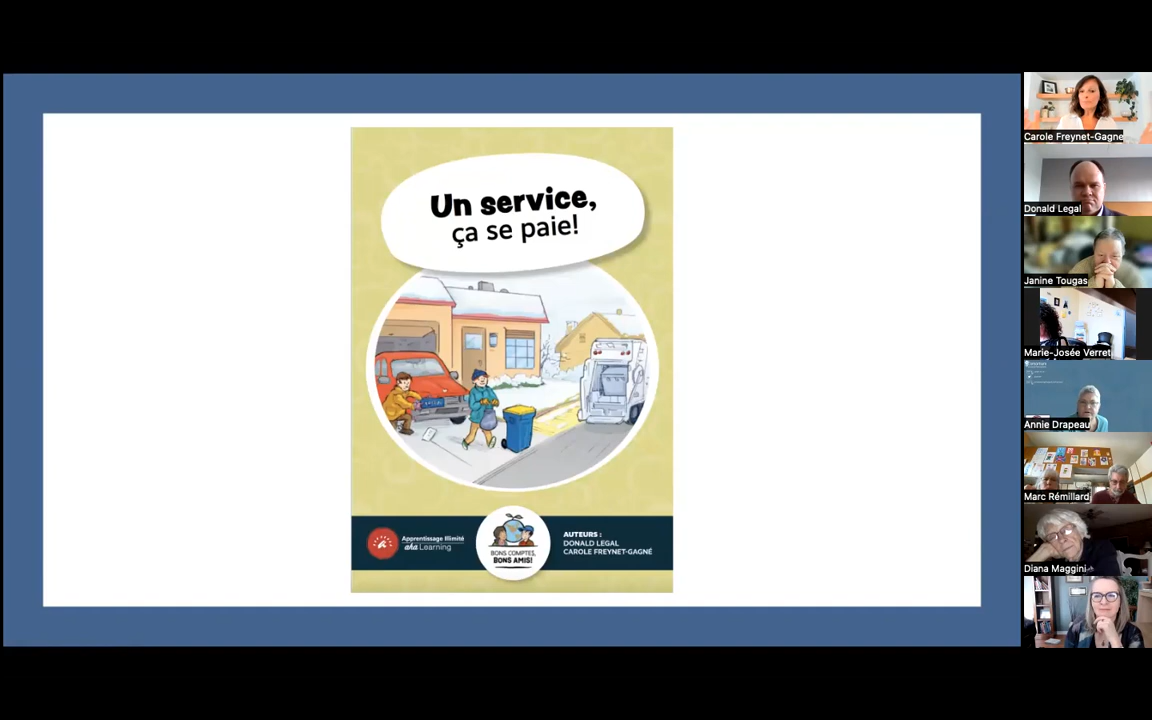 Un service,
ça se paie!
Apprentissage Illimité
aha Learning
BONS COMPTES,
BONS AMIS!
AUTEURS :
DONALD LEGAL
CAROLE FREYNET-GAGNÉ
Carole Freynet-Gagne
Donald Legal
Janine Tougas
Marie-Josée Verret
Annie Drapeau
Marc Rémillard
Diana Maggini